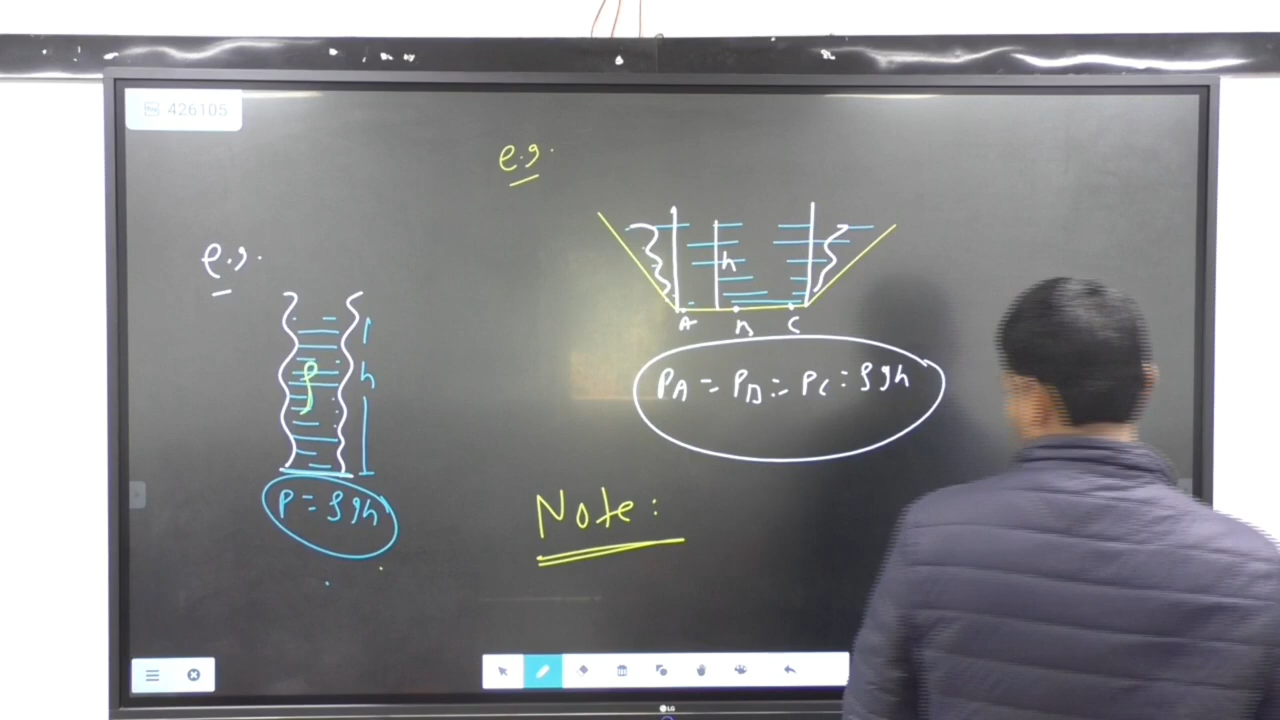 426105
e.g.
e.g.
h
A B C
h
ρ
P_A = P_B = P_C = ρgh
P = ρgh
Note:
LG